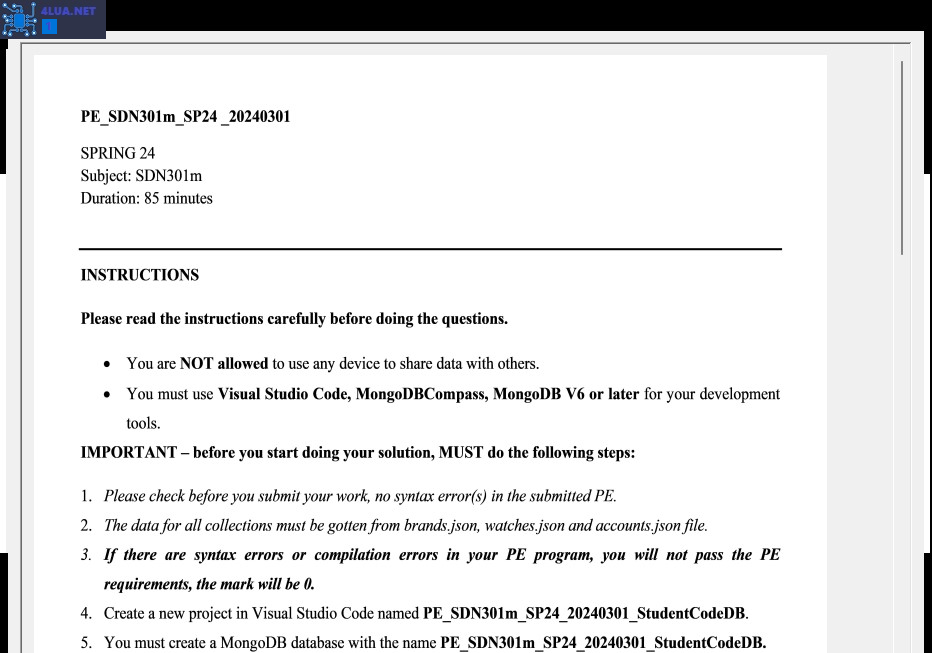 4LUA.NET
PE_SDN301m_SP24 _20240301
SPRING 24
Subject: SDN301m
Duration: 85 minutes
INSTRUCTIONS
Please read the instructions carefully before doing the questions.
• You are NOT allowed to use any device to share data with others.
• You must use Visual Studio Code, MongoDBCompass, MongoDB V6 or later for your development
tools.
IMPORTANT – before you start doing your solution, MUST do the following steps:
1. Please check before you submit your work, no syntax error(s) in the submitted PE.
2. The data for all collections must be gotten from brands.json, watches.json and accounts.json file.
3. If there are syntax errors or compilation errors in your PE program, you will not pass the PE
requirements, the mark will be 0.
4. Create a new project in Visual Studio Code named PE_SDN301m_SP24_20240301_StudentCodeDB.
5. You must create a MongoDB database with the name PE_SDN301m_SP24_20240301_StudentCodeDB.